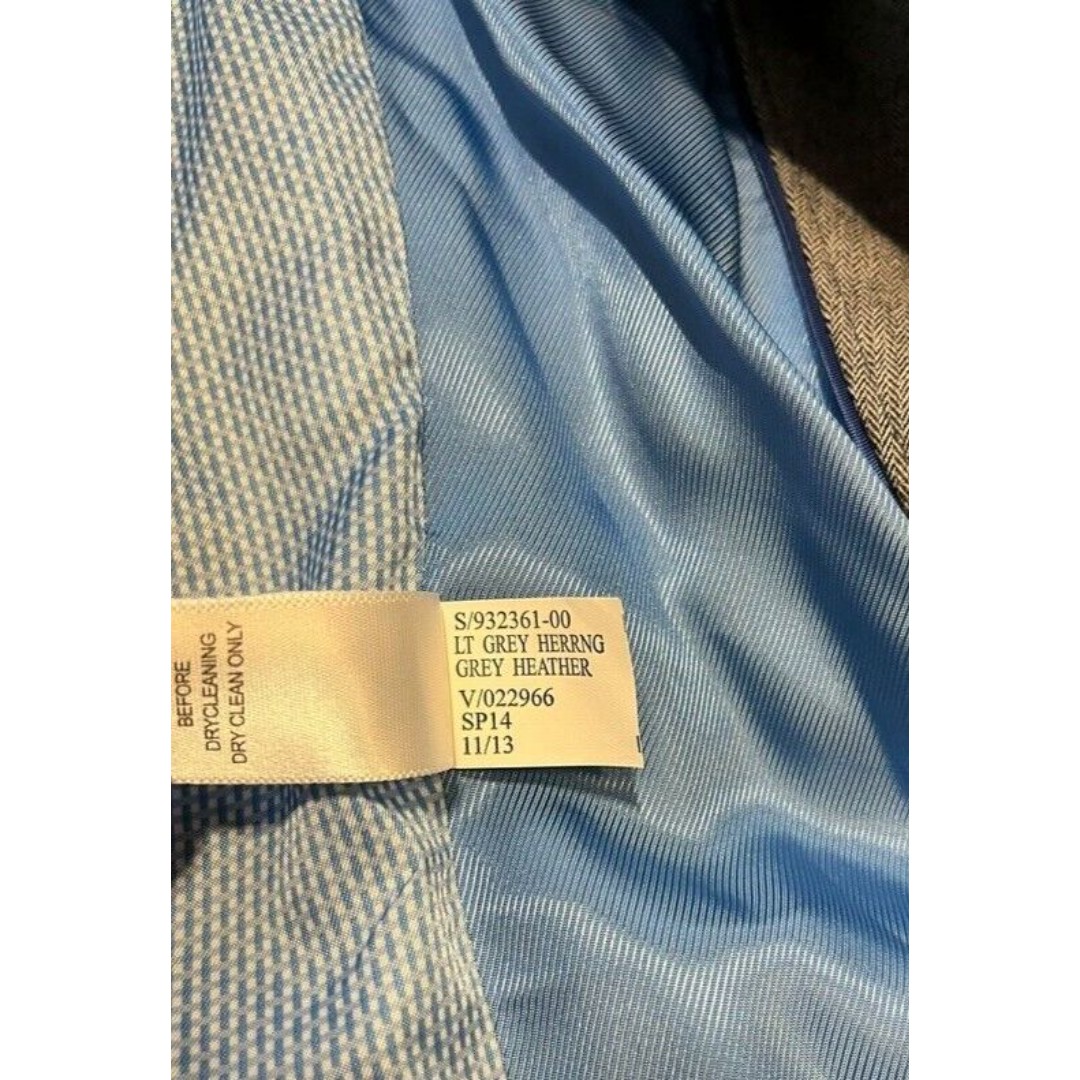 BEFORE
DRYCLEANING
DRY CLEAN ONLY
S/932361-00
LT GREY HERRNG
GREY HEATHER
V/022966
SP14
11/13